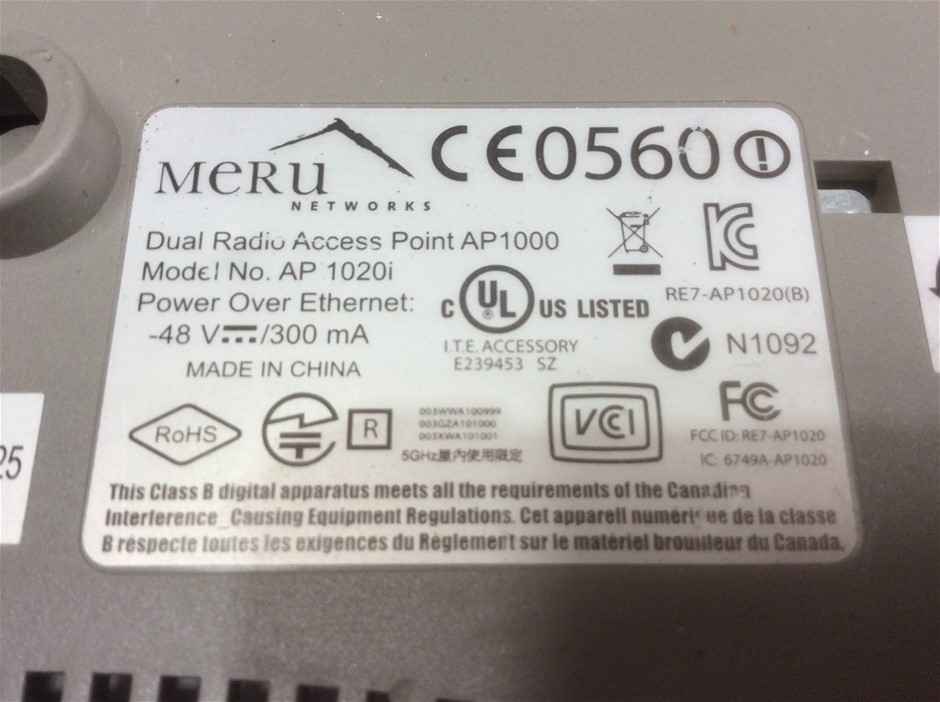 MERU
NETWORKS
CE0560
Dual Radio Access Point AP1000
Model No. AP 1020i
Power Over Ethernet:
-48 V⎓/300 mA
MADE IN CHINA
C UL ® US LISTED
I.T.E. ACCESSORY
E239453 SZ
RE7-AP1020(B)
N1092
RoHS
R
003WWA100999
003GZA101000
003XWA101001
5GHz屋内使用限定
VCI
FC
FCC ID: RE7-AP1020
IC: 6749A-AP1020
This Class B digital apparatus meets all the requirements of the Canadian
Interference_Causing Equipment Regulations. Cet appareil numérique de la classe
B respecte toutes les exigences du Règlement sur le matériel brouilleur du Canada.
25